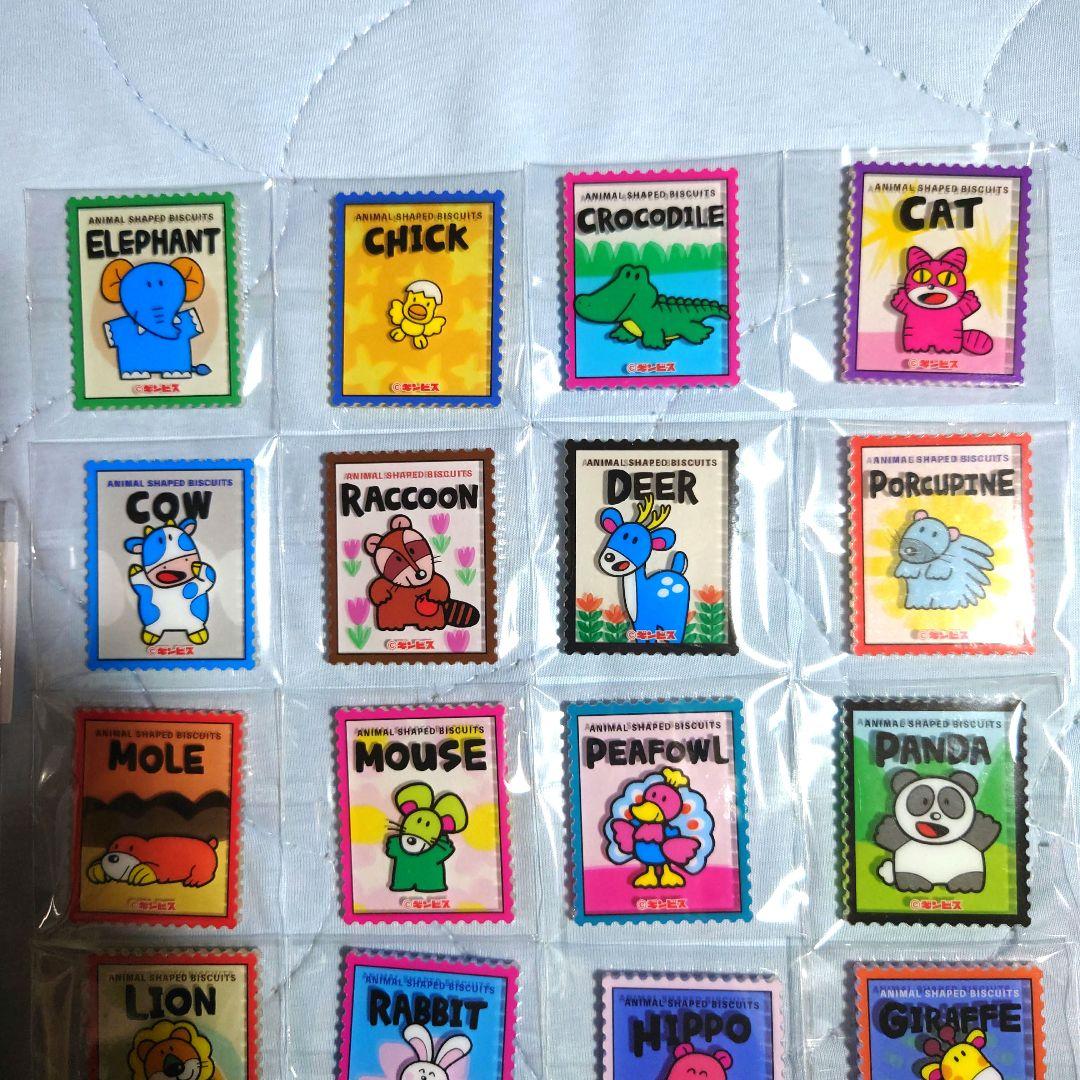 ANIMAL SHAPED BISCUITS
ELEPHANT
©ギンビス
ANIMAL SHAPED BISCUITS
CHICK
©ギンビス
ANIMAL SHAPED BISCUITS
CROCODILE
©ギンビス
ANIMAL SHAPED BISCUITS
CAT
©ギンビス
ANIMAL SHAPED BISCUITS
COW
©ギンビス
ANIMAL SHAPED BISCUITS
RACCOON
©ギンビス
ANIMAL SHAPED BISCUITS
DEER
©ギンビス
ANIMAL SHAPED BISCUITS
PORCUPINE
©ギンビス
ANIMAL SHAPED BISCUITS
MOLE
©ギンビス
ANIMAL SHAPED BISCUITS
MOUSE
©ギンビス
ANIMAL SHAPED BISCUITS
PEAFOWL
©ギンビス
ANIMAL SHAPED BISCUITS
PANDA
©ギンビス
ANIMAL SHAPED BISCUITS
LION
ANIMAL SHAPED BISCUITS
RABBIT
ANIMAL SHAPED BISCUITS
HIPPO
ANIMAL SHAPED BISCUITS
GIRAFFE